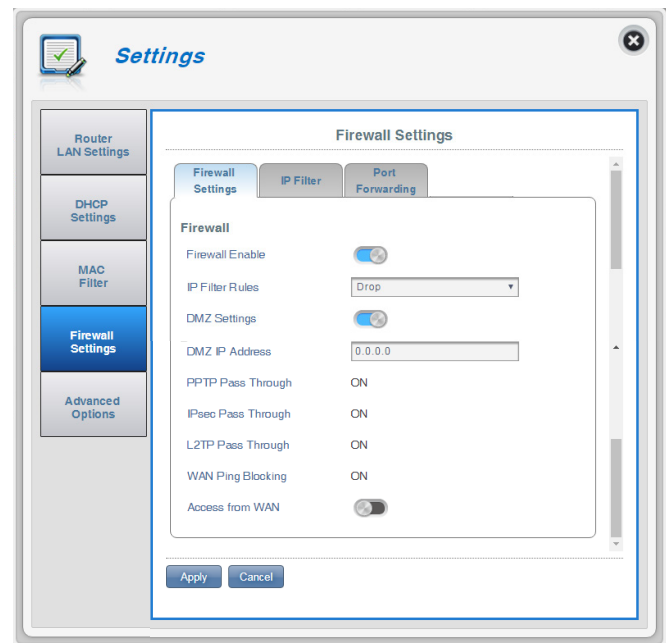 Settings
Router
LAN Settings
DHCP
Settings
MAC
Filter
Firewall
Settings
Advanced
Options
Firewall Settings
Firewall
Settings
IP Filter
Port
Forwarding
Firewall
Firewall Enable
IP Filter Rules Drop
DMZ Settings
DMZ IP Address 0.0.0.0
PPTP Pass Through ON
IPsec Pass Through ON
L2TP Pass Through ON
WAN Ping Blocking ON
Access from WAN
Apply Cancel